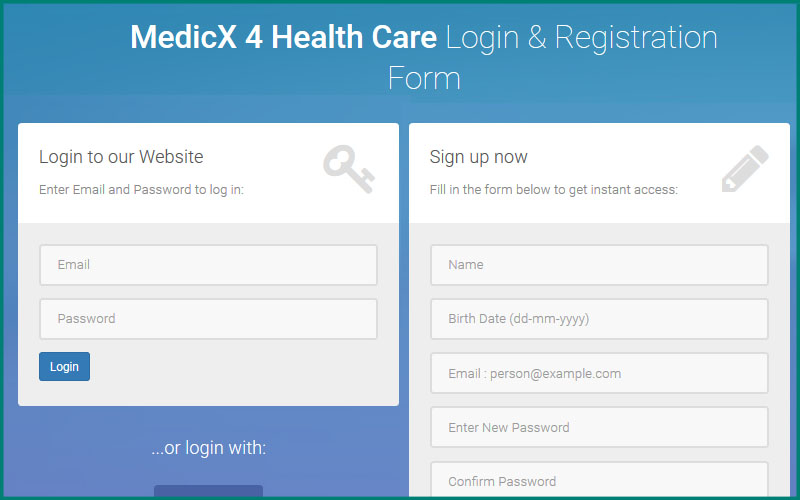 MedicX 4 Health Care Login & Registration
Form
Login to our Website
Enter Email and Password to log in:
Email
Password
Login
...or login with:
Sign up now
Fill in the form below to get instant access:
Name
Birth Date (dd-mm-yyyy)
Email : person@example.com
Enter New Password
Confirm Password